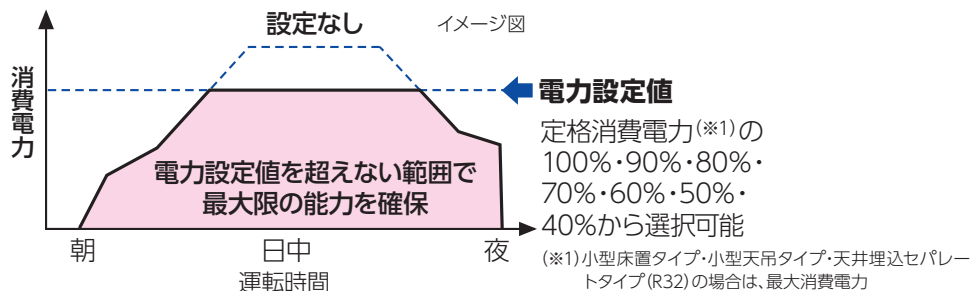 設定なし
イメージ図
消費電力
電力設定値
定格消費電力(※1)の
100%・90%・80%・
70%・60%・50%・
40%から選択可能
電力設定値を超えない範囲で
最大限の能力を確保
朝
日中
夜
運転時間
(※1)小型床置タイプ・小型天吊タイプ・天井埋込セパレー
トタイプ(R32)の場合は、最大消費電力